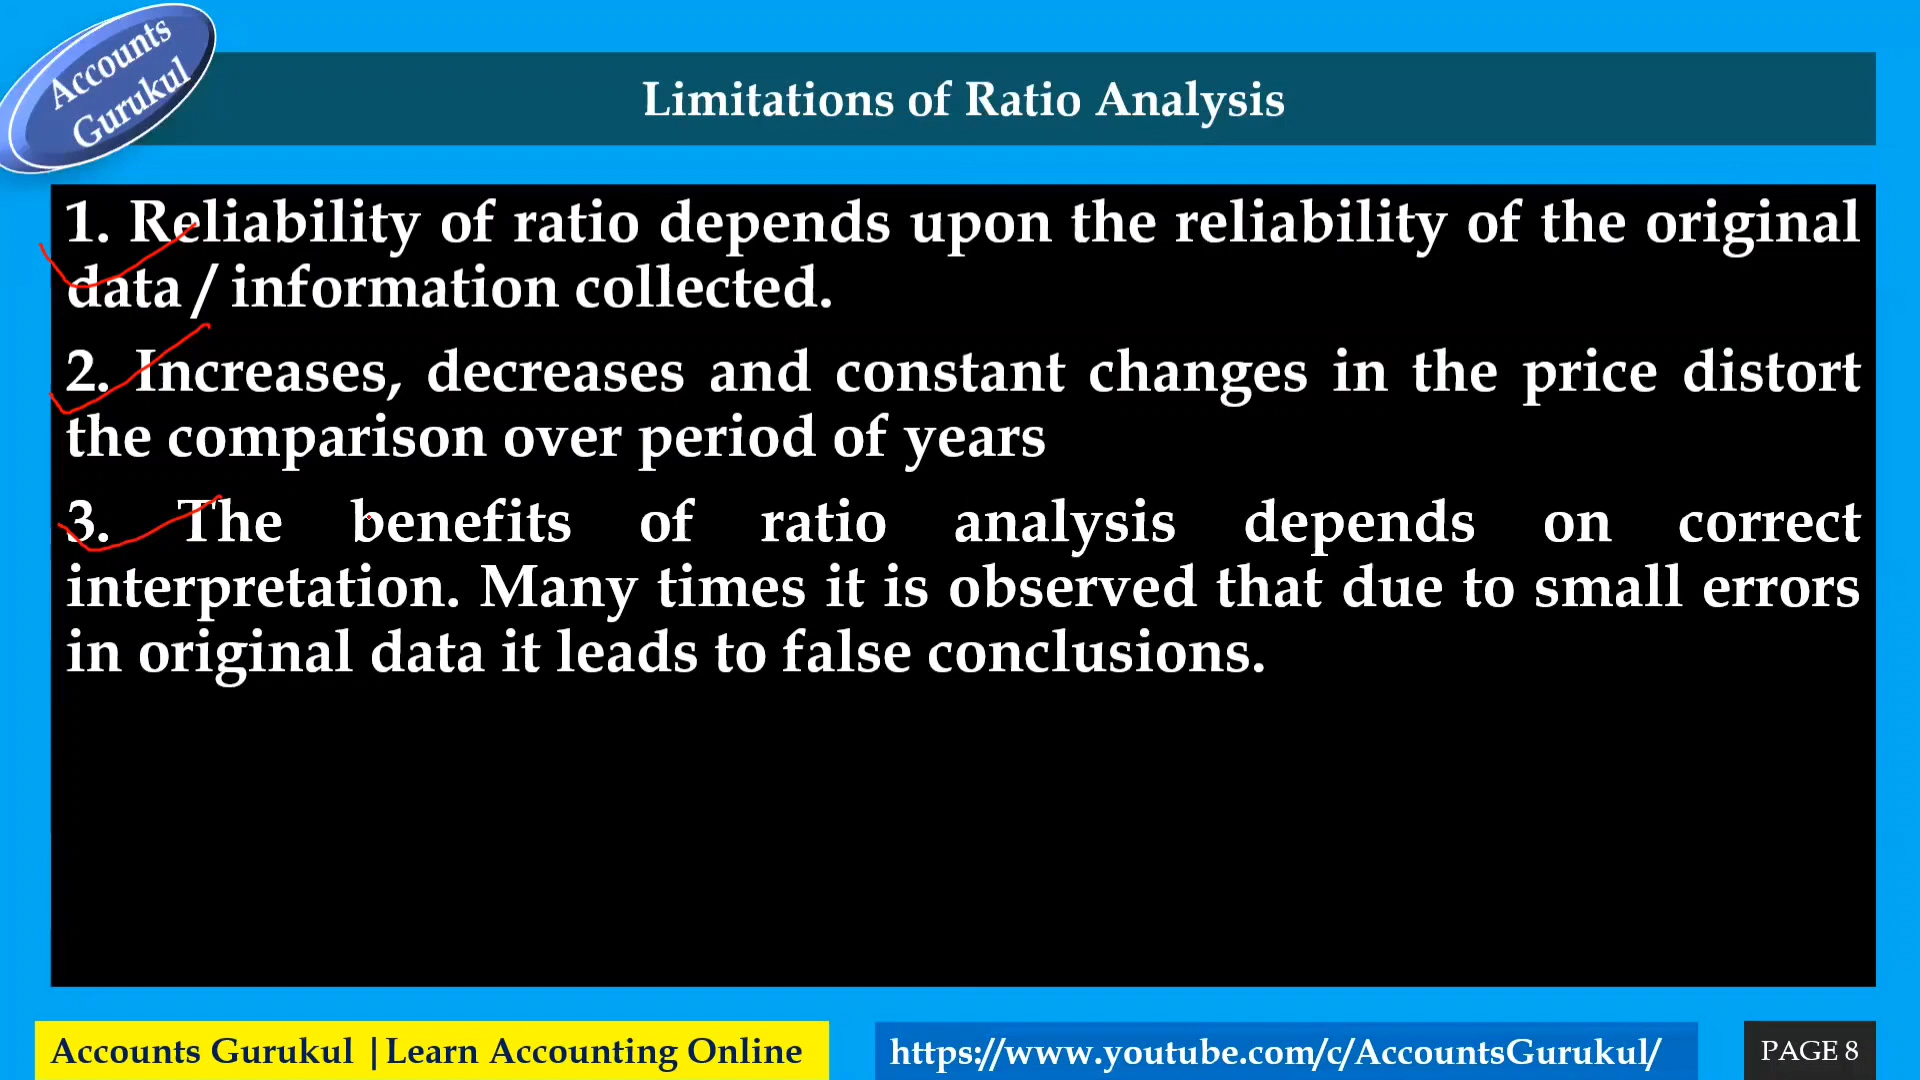 Accounts
Gurukul
Limitations of Ratio Analysis
1. Reliability of ratio depends upon the reliability of the original
data / information collected.
2. Increases, decreases and constant changes in the price distort
the comparison over period of years
3. The benefits of ratio analysis depends on correct
interpretation. Many times it is observed that due to small errors
in original data it leads to false conclusions.
Accounts Gurukul | Learn Accounting Online
https://www.youtube.com/c/AccountsGurukul/
PAGE 8